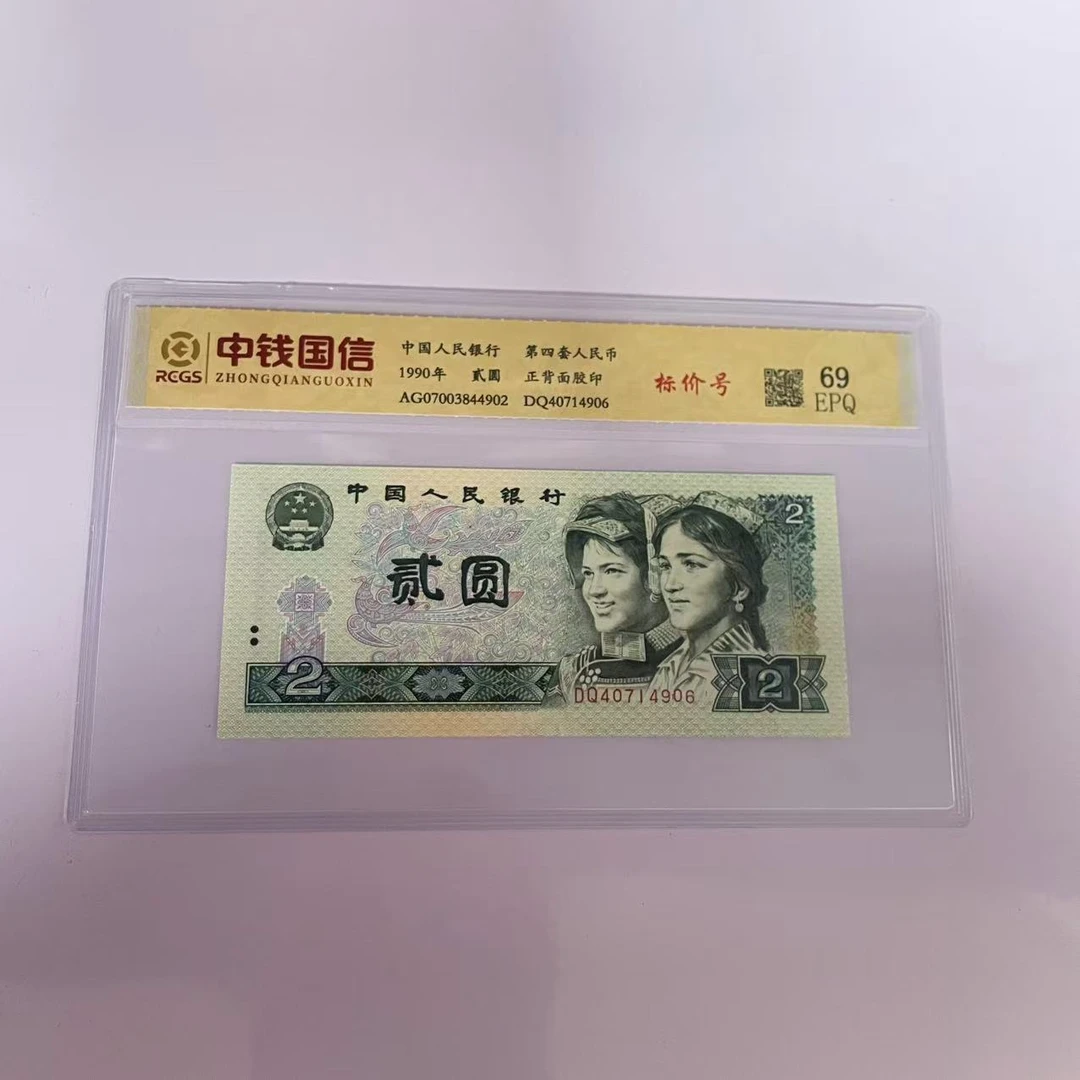 RCGS
中钱国信
ZHONGQIANGUOXIN
中国人民银行 第四套人民币
1990年 贰圆 正背面胶印
AG07003844902 DQ40714906
标价号
69
EPQ
中国人民银行
2
贰圆
2
DQ40714906
2